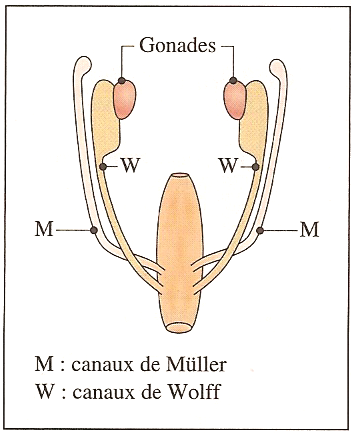 Gonades
W W
M M
M : canaux de Müller
W : canaux de Wolff